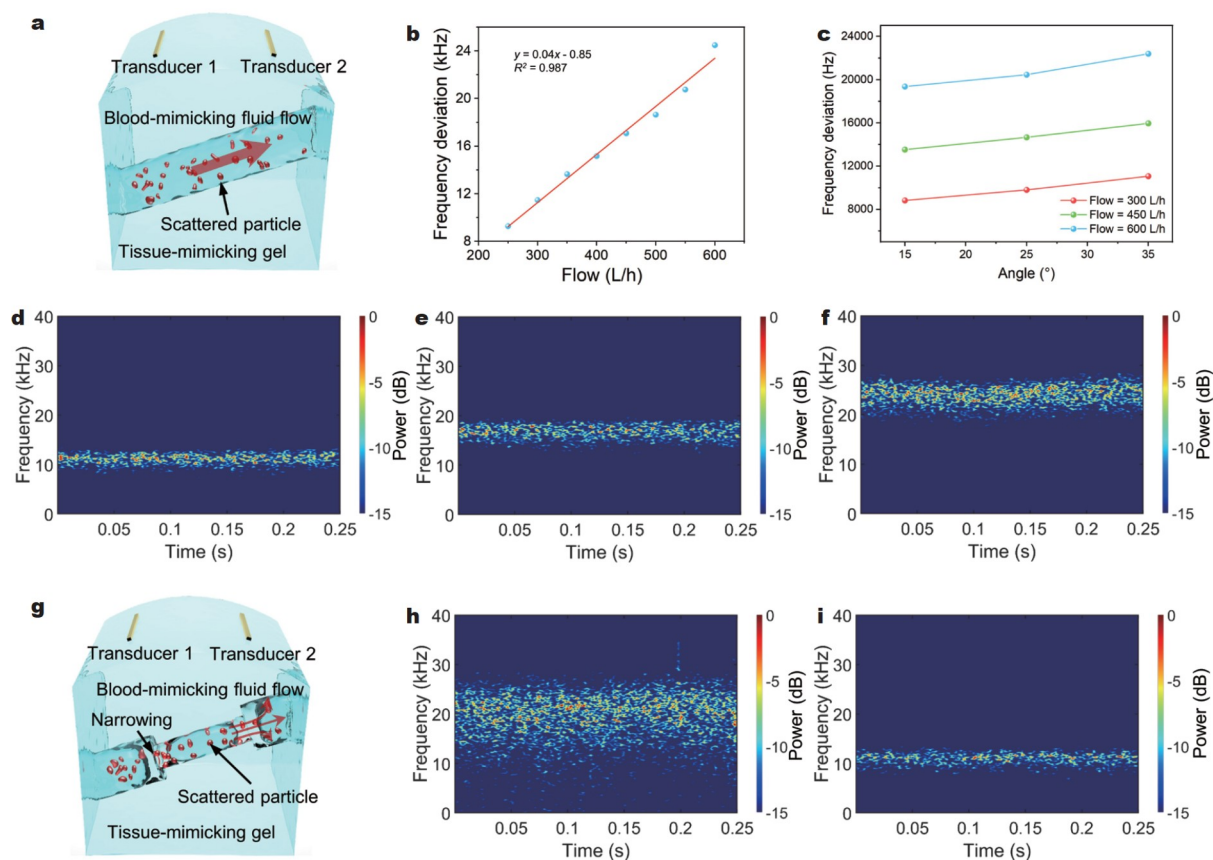 a
Transducer 1
Transducer 2
Blood-mimicking fluid flow
Scattered particle
Tissue-mimicking gel
b
y = 0.04x - 0.85
R² = 0.987
Frequency deviation (kHz)
24
20
16
12
8
200 300 400 500 600
Flow (L/h)
c
Frequency deviation (Hz)
24000
20000
16000
12000
8000
Flow = 300 L/h
Flow = 450 L/h
Flow = 600 L/h
15 20 25 30 35
Angle (°)
d
Frequency (kHz)
40
30
20
10
0
0.05 0.1 0.15 0.2 0.25
Time (s)
0
-5
-10
-15
Power (dB)
e
Frequency (kHz)
40
30
20
10
0
0.05 0.1 0.15 0.2 0.25
Time (s)
0
-5
-10
-15
Power (dB)
f
Frequency (kHz)
40
30
20
10
0
0.05 0.1 0.15 0.2 0.25
Time (s)
0
-5
-10
-15
Power (dB)
g
Transducer 1
Transducer 2
Blood-mimicking fluid flow
Narrowing
Scattered particle
Tissue-mimicking gel
h
Frequency (kHz)
40
30
20
10
0
0.05 0.1 0.15 0.2 0.25
Time (s)
0
-5
-10
-15
Power (dB)
i
Frequency (kHz)
40
30
20
10
0
0.05 0.1 0.15 0.2 0.25
Time (s)
0
-5
-10
-15
Power (dB)